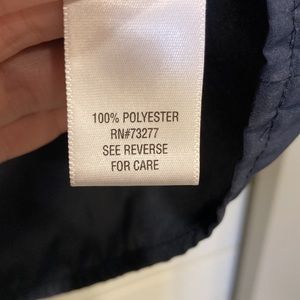 100% POLYESTER
RN#73277
SEE REVERSE
FOR CARE